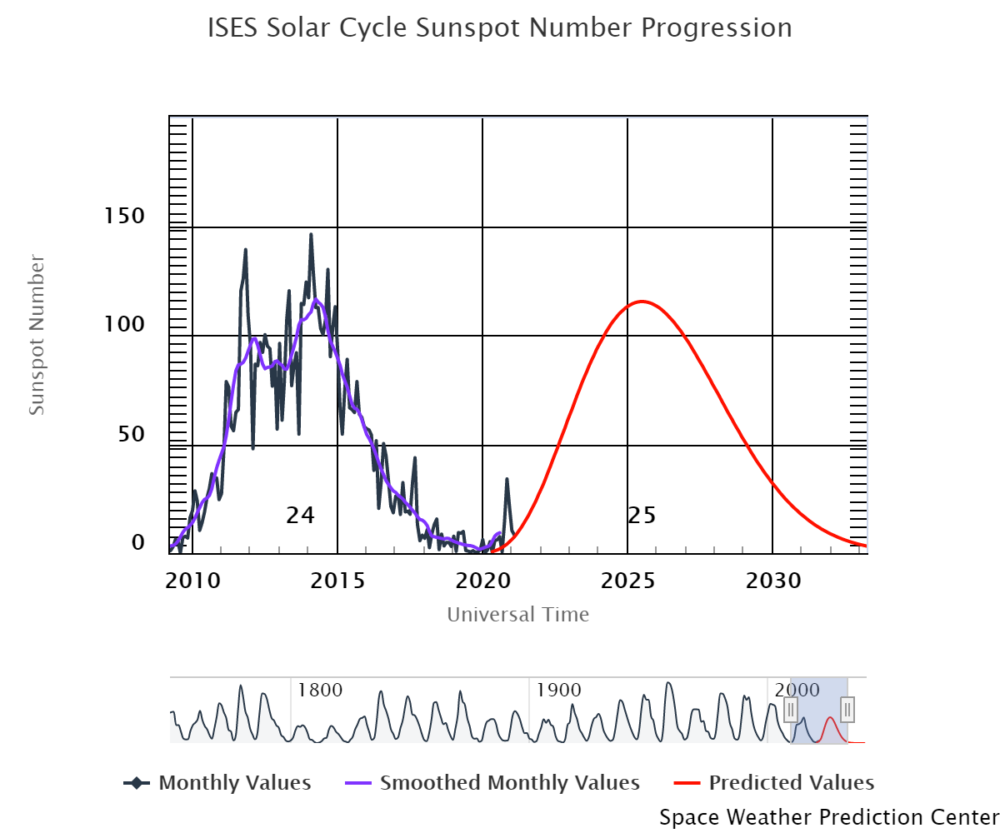 ISES Solar Cycle Sunspot Number Progression
150
100
50
0
Sunspot Number
24
25
2010 2015 2020 2025 2030
Universal Time
1800 1900 2000
Monthly Values Smoothed Monthly Values Predicted Values
Space Weather Prediction Center